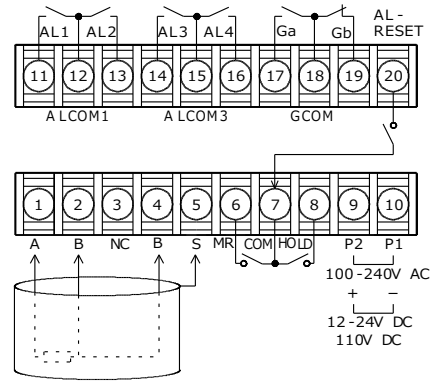 AL1 AL2 AL3 AL4 Ga Gb AL-RESET
11 12 13 14 15 16 17 18 19 20
ALCOM1 ALCOM3 GCOM
1 2 3 4 5 6 7 8 9 10
A B NC B S MR COM HOLD P2 P1
100-240V AC
+ −
12-24V DC
110V DC